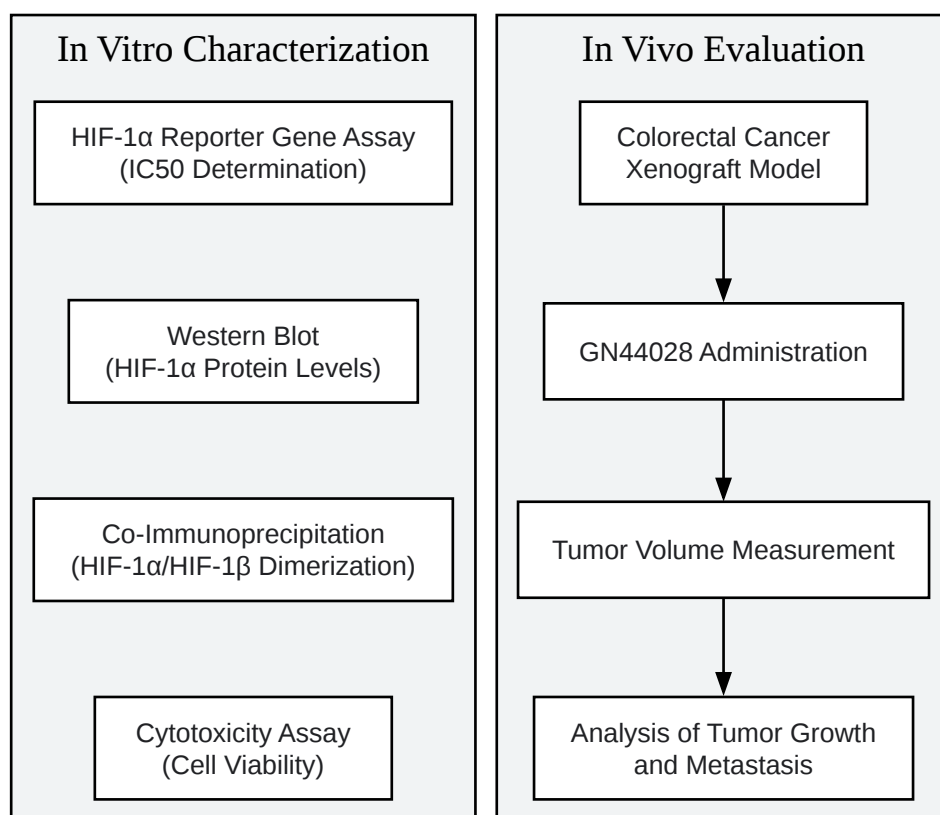 In Vitro Characterization
HIF-1α Reporter Gene Assay
(IC50 Determination)
Western Blot
(HIF-1α Protein Levels)
Co-Immunoprecipitation
(HIF-1α/HIF-1β Dimerization)
Cytotoxicity Assay
(Cell Viability)
In Vivo Evaluation
Colorectal Cancer
Xenograft Model
GN44028 Administration
Tumor Volume Measurement
Analysis of Tumor Growth
and Metastasis